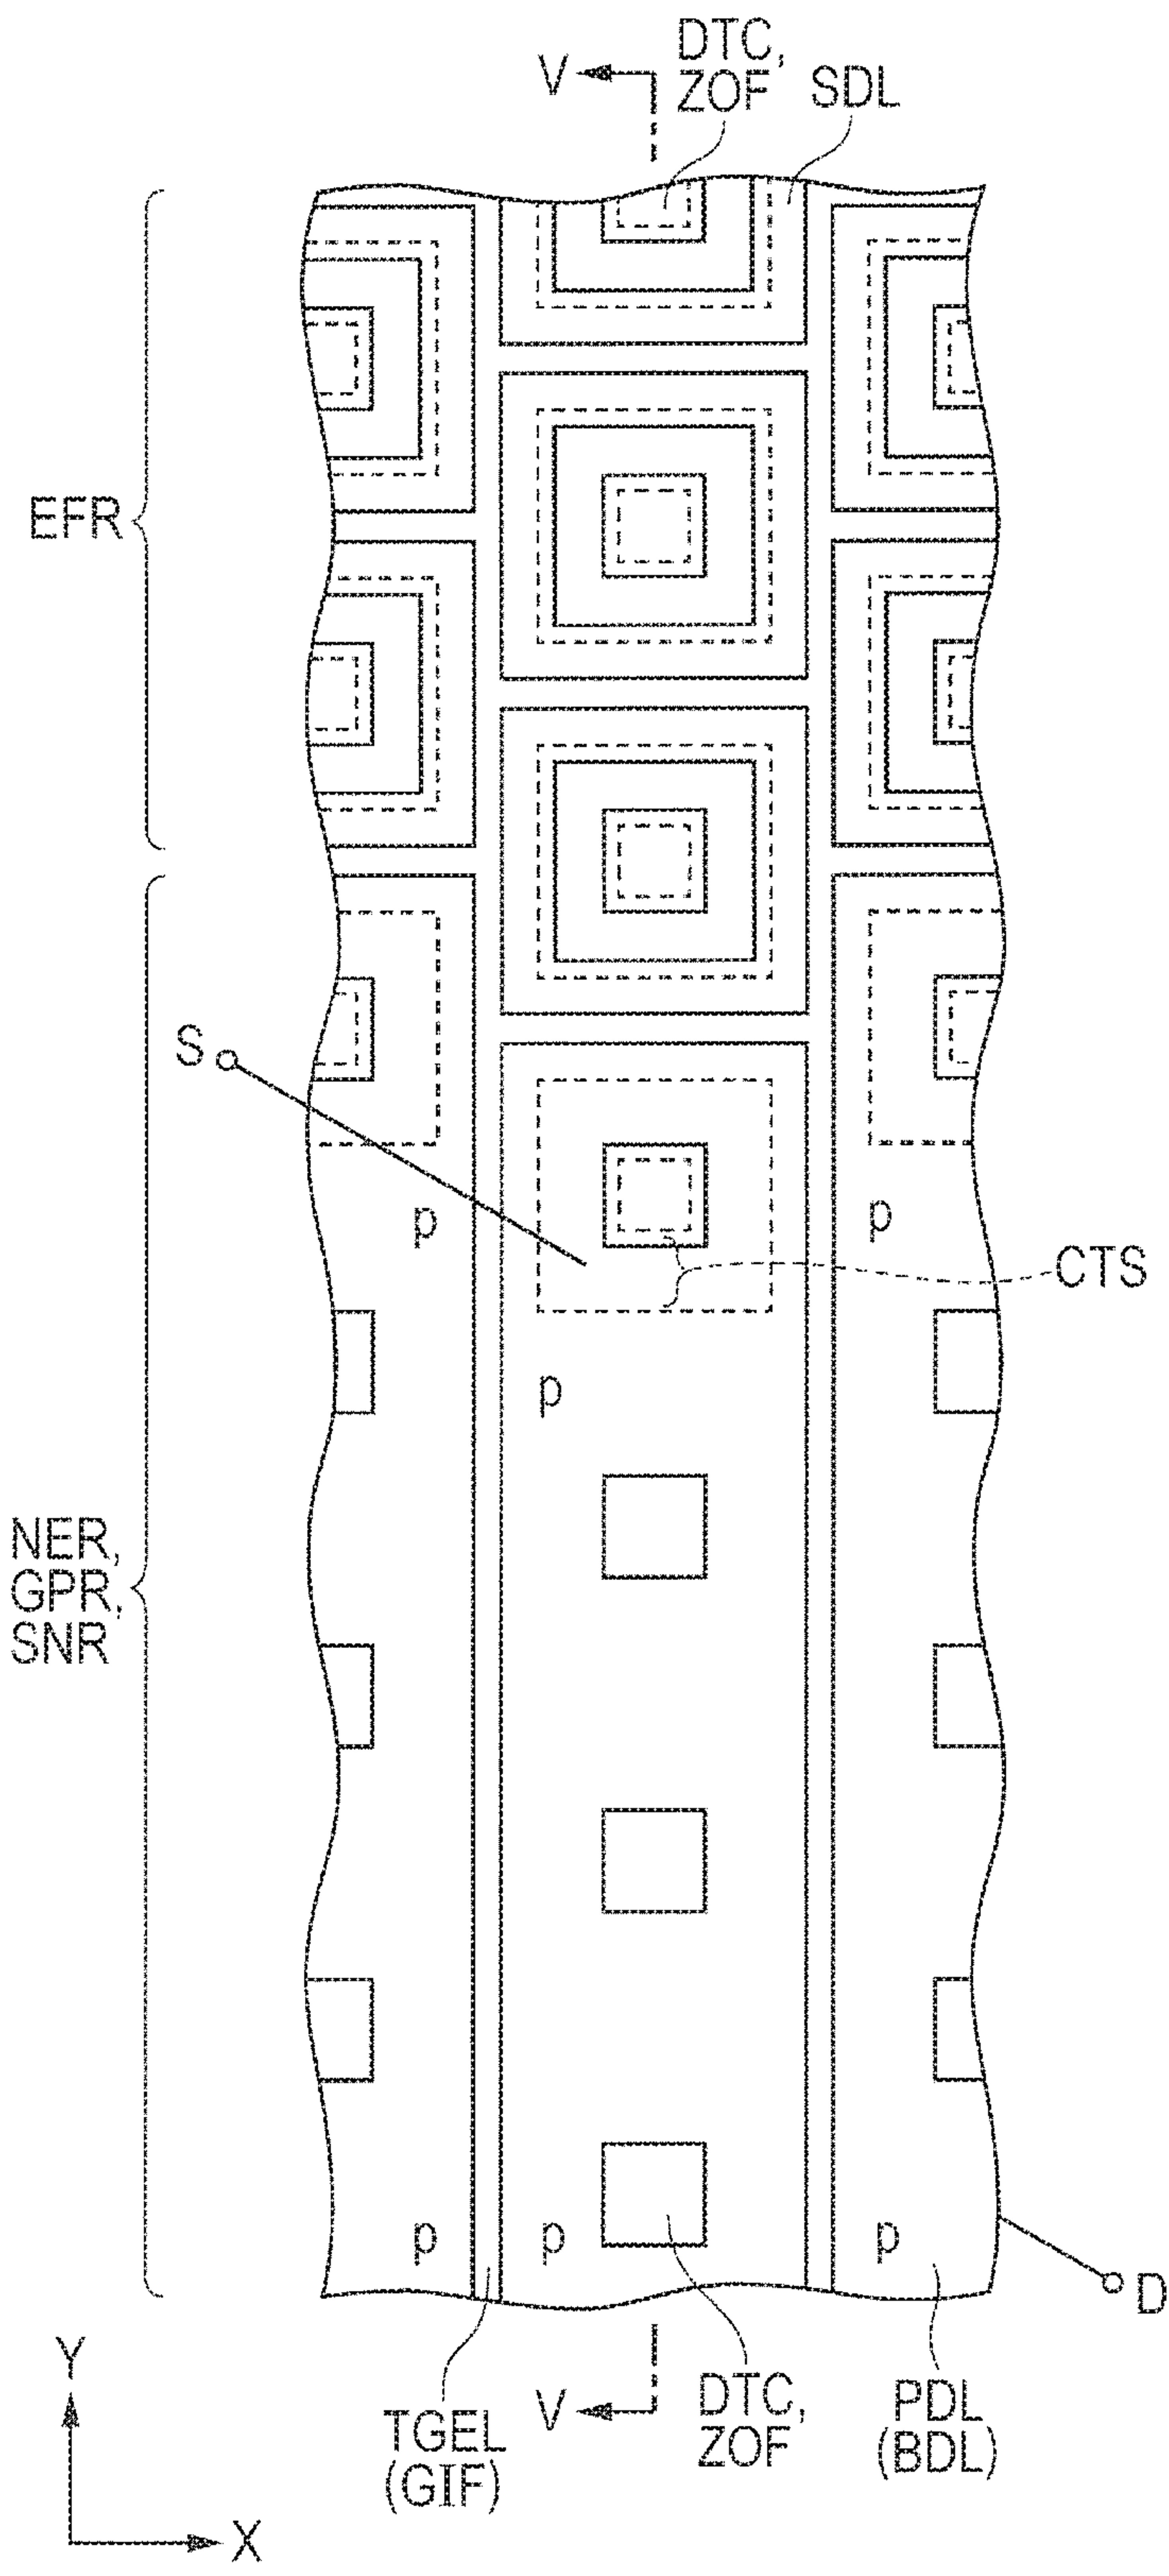 V
DTC,
ZOF
SDL
EFR
S
p
p
CTS
p
NER,
GPR,
SNR
p
p
p
D
Y
X
TGEL
(GIF)
V
DTC,
ZOF
PDL
(BDL)